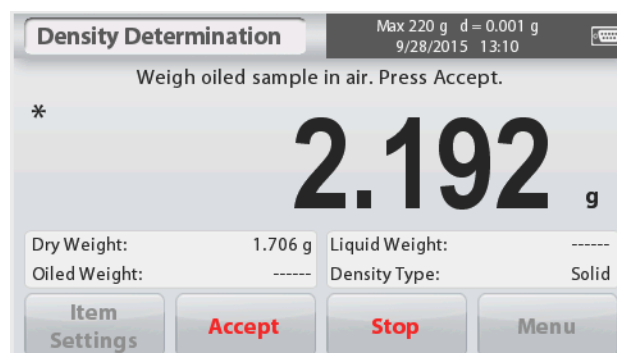 Density Determination
Max 220 g d = 0.001 g
9/28/2015 13:10
Weigh oiled sample in air. Press Accept.
*
2.192 g
Dry Weight: 1.706 g Liquid Weight: ------
Oiled Weight: ------ Density Type: Solid
Item Settings
Accept
Stop
Menu